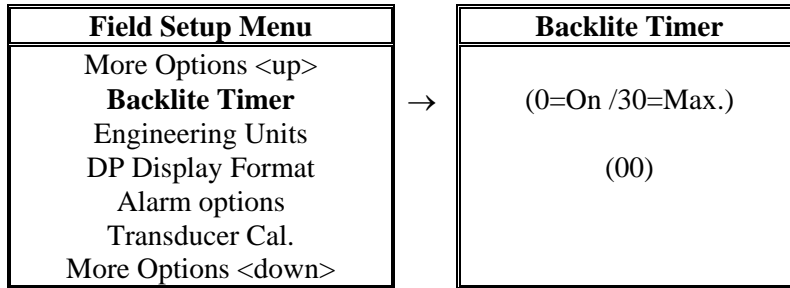 Field Setup Menu
More Options <up>
Backlite Timer
Engineering Units
DP Display Format
Alarm options
Transducer Cal.
More Options <down>
→
Backlite Timer
(0=On /30=Max.)
(00)